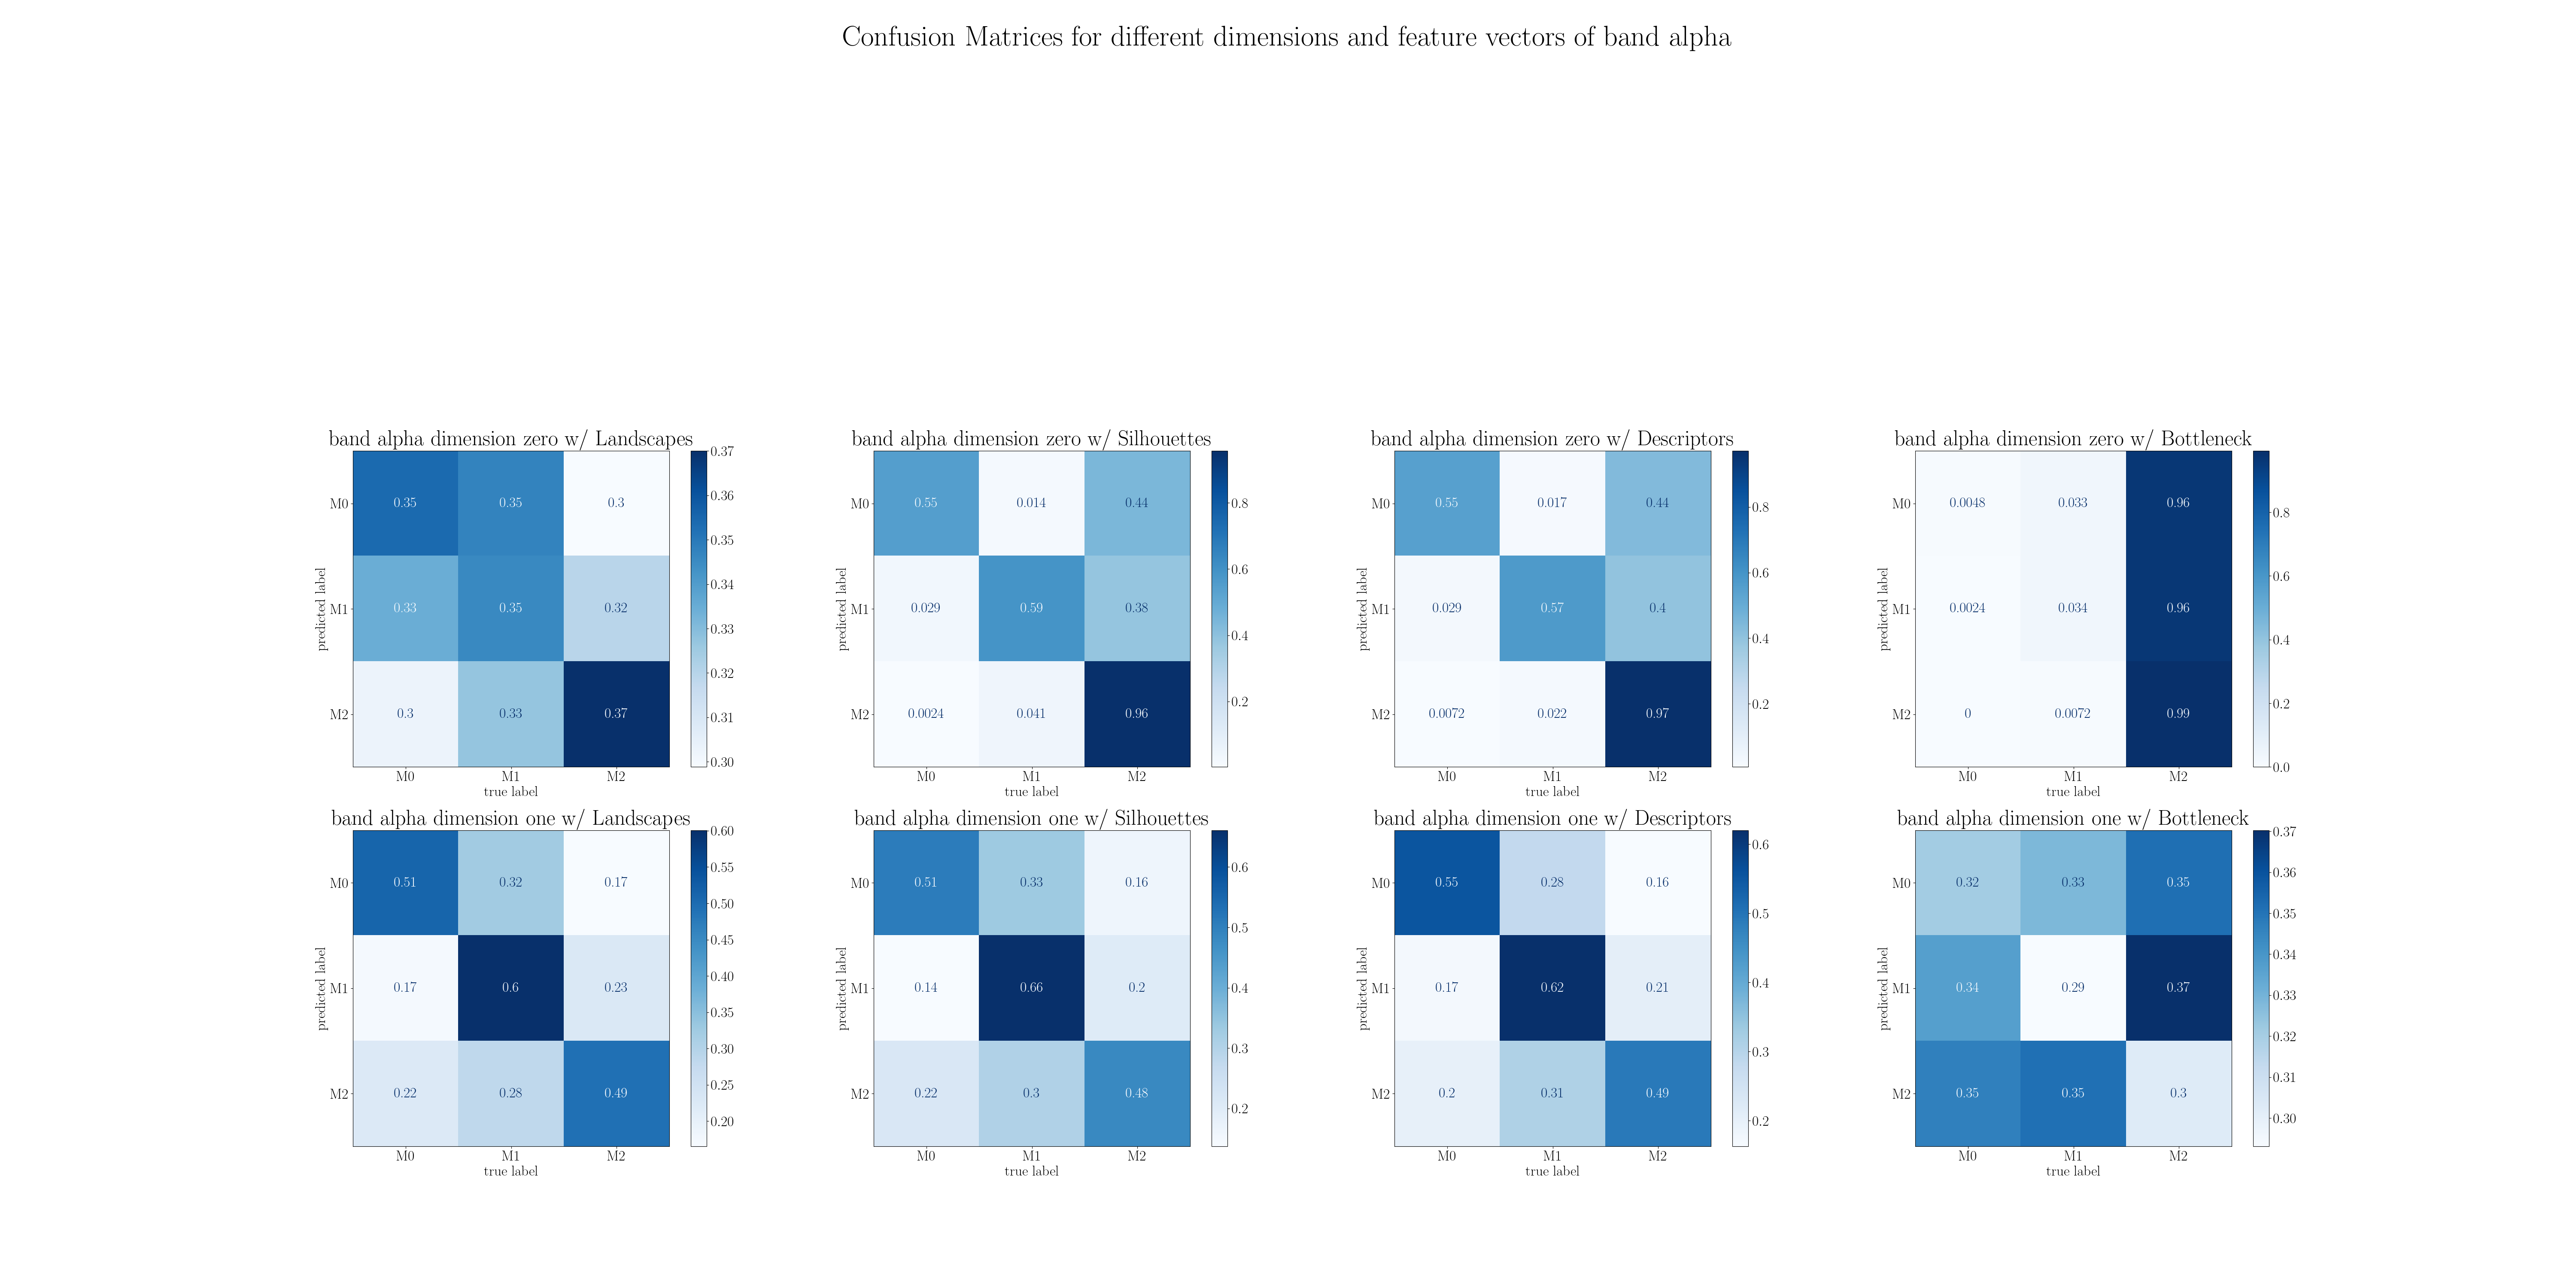 Confusion Matrices for different dimensions and feature vectors of band alpha
band alpha dimension zero w/ Landscapes
predicted label
M0 0.35 0.35 0.3
M1 0.33 0.35 0.32
M2 0.3 0.33 0.37
M0 M1 M2
true label
0.37
0.36
0.35
0.34
0.33
0.32
0.31
0.30
band alpha dimension zero w/ Silhouettes
predicted label
M0 0.55 0.014 0.44
M1 0.029 0.59 0.38
M2 0.0024 0.041 0.96
M0 M1 M2
true label
0.8
0.6
0.4
0.2
band alpha dimension zero w/ Descriptors
predicted label
M0 0.55 0.017 0.44
M1 0.029 0.57 0.4
M2 0.0072 0.022 0.97
M0 M1 M2
true label
0.8
0.6
0.4
0.2
band alpha dimension zero w/ Bottleneck
predicted label
M0 0.0048 0.033 0.96
M1 0.0024 0.034 0.96
M2 0 0.0072 0.99
M0 M1 M2
true label
0.8
0.6
0.4
0.2
0.0
band alpha dimension one w/ Landscapes
predicted label
M0 0.51 0.32 0.17
M1 0.17 0.6 0.23
M2 0.22 0.28 0.49
M0 M1 M2
true label
0.60
0.55
0.50
0.45
0.40
0.35
0.30
0.25
0.20
band alpha dimension one w/ Silhouettes
predicted label
M0 0.51 0.33 0.16
M1 0.14 0.66 0.2
M2 0.22 0.3 0.48
M0 M1 M2
true label
0.6
0.5
0.4
0.3
0.2
band alpha dimension one w/ Descriptors
predicted label
M0 0.55 0.28 0.16
M1 0.17 0.62 0.21
M2 0.2 0.31 0.49
M0 M1 M2
true label
0.6
0.5
0.4
0.3
0.2
band alpha dimension one w/ Bottleneck
predicted label
M0 0.32 0.33 0.35
M1 0.34 0.29 0.37
M2 0.35 0.35 0.3
M0 M1 M2
true label
0.37
0.36
0.35
0.34
0.33
0.32
0.31
0.30